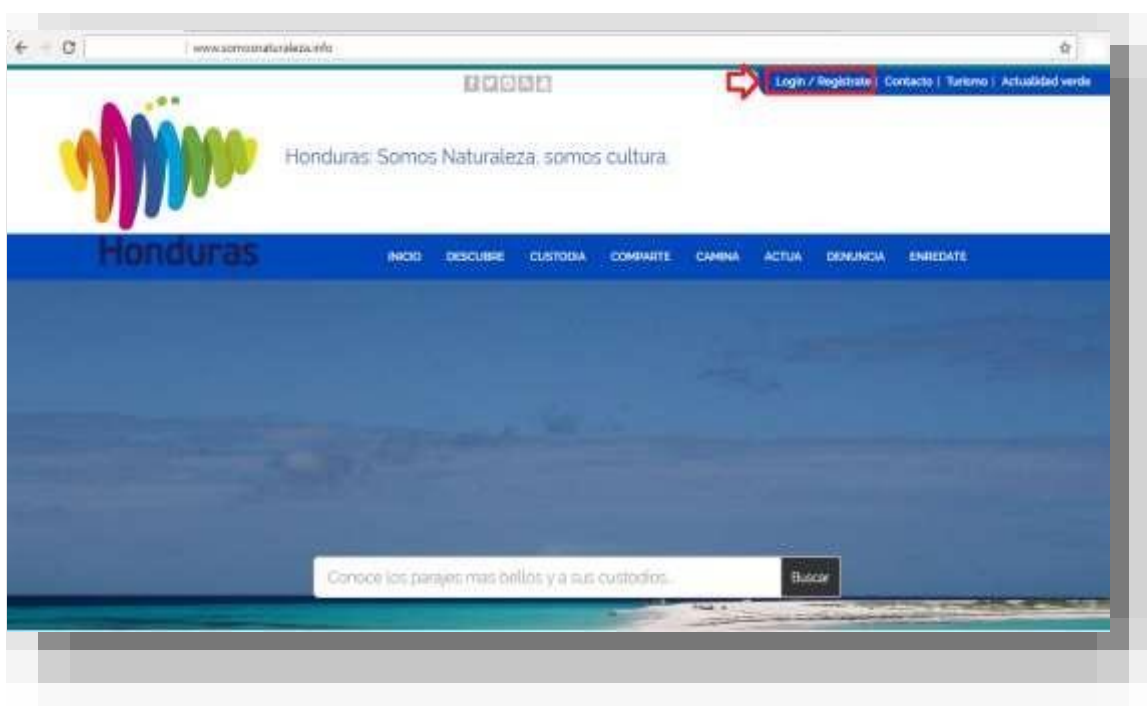 www.somosnaturaleza.info
Login / Regístrate | Contacto | Turismo | Actualidad verde
Honduras: Somos Naturaleza, somos cultura.
Honduras
INICIO DESCUBRE CUSTODIA COMPARTE CAMINA ACTUA DENUNCIA ENREDATE
Conoce los parajes mas bellos y a sus custodios...
Buscar